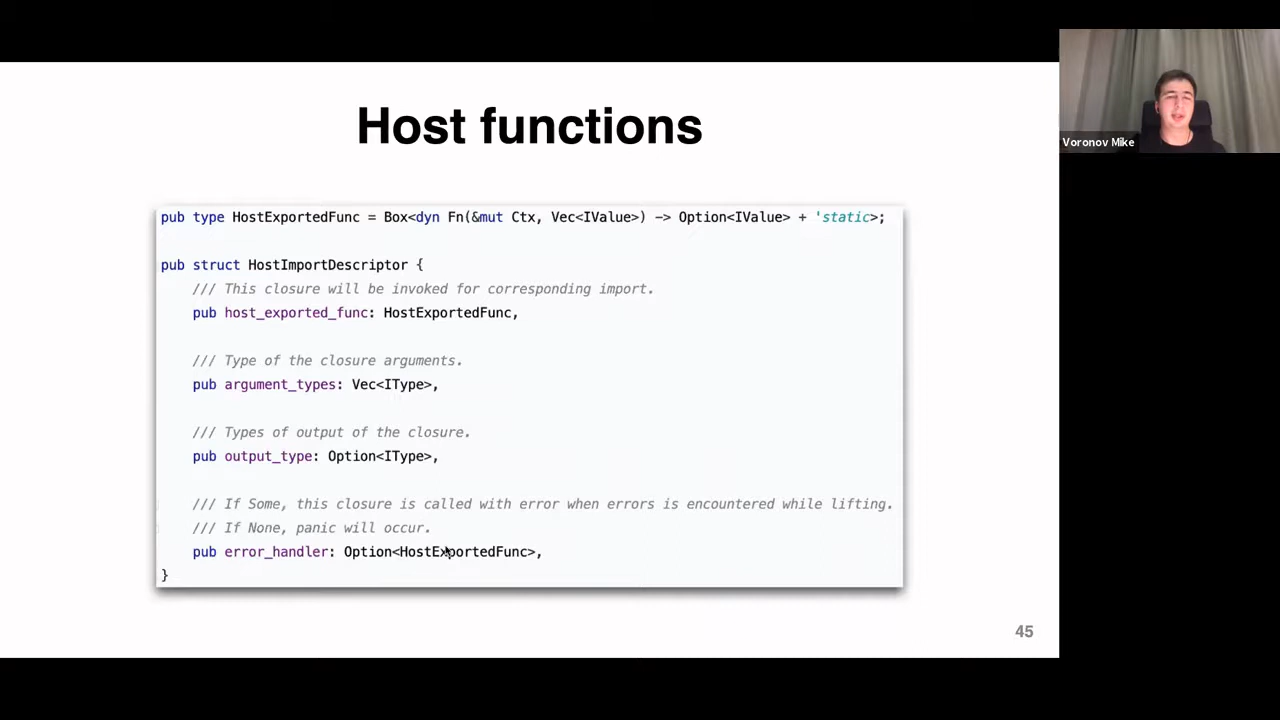 Host functions
Voronov Mike
pub type HostExportedFunc = Box<dyn Fn(&mut Ctx, Vec<IValue>) -> Option<IValue> + 'static>;
pub struct HostImportDescriptor {
/// This closure will be invoked for corresponding import.
pub host_exported_func: HostExportedFunc,
/// Type of the closure arguments.
pub argument_types: Vec<IType>,
/// Types of output of the closure.
pub output_type: Option<IType>,
/// If Some, this closure is called with error when errors is encountered while lifting.
/// If None, panic will occur.
pub error_handler: Option<HostExportedFunc>,
}
45